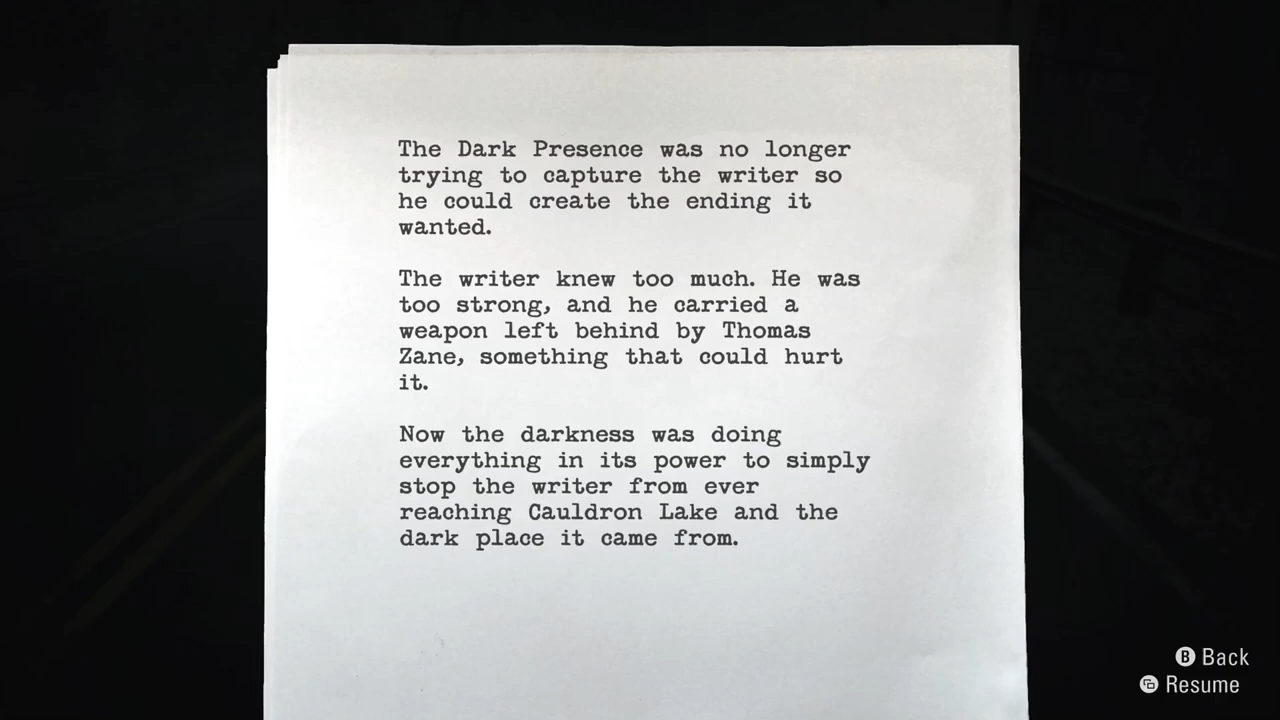 The Dark Presence was no longer
trying to capture the writer so
he could create the ending it
wanted.
The writer knew too much. He was
too strong, and he carried a
weapon left behind by Thomas
Zane, something that could hurt
it.
Now the darkness was doing
everything in its power to simply
stop the writer from ever
reaching Cauldron Lake and the
dark place it came from.
B Back
Resume